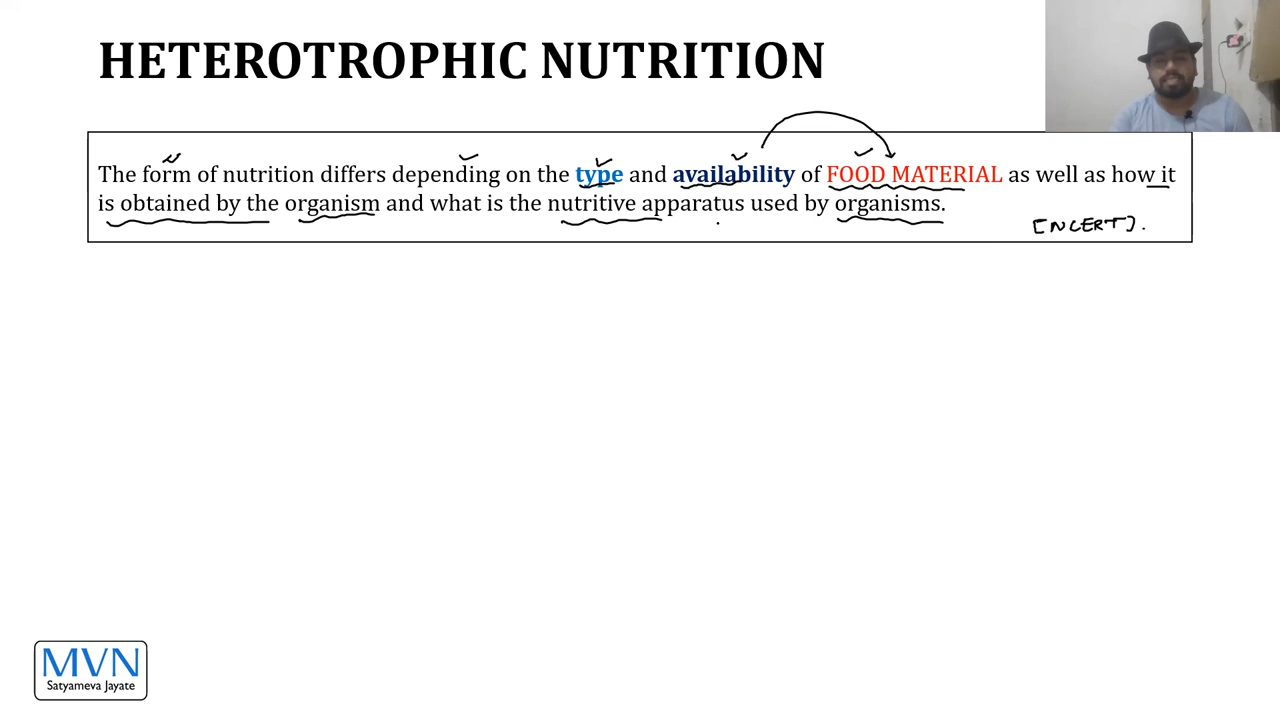 HETEROTROPHIC NUTRITION
The form of nutrition differs depending on the type and availability of FOOD MATERIAL as well as how it
is obtained by the organism and what is the nutritive apparatus used by organisms.
[NCERT].
MVN
Satyameva Jayate